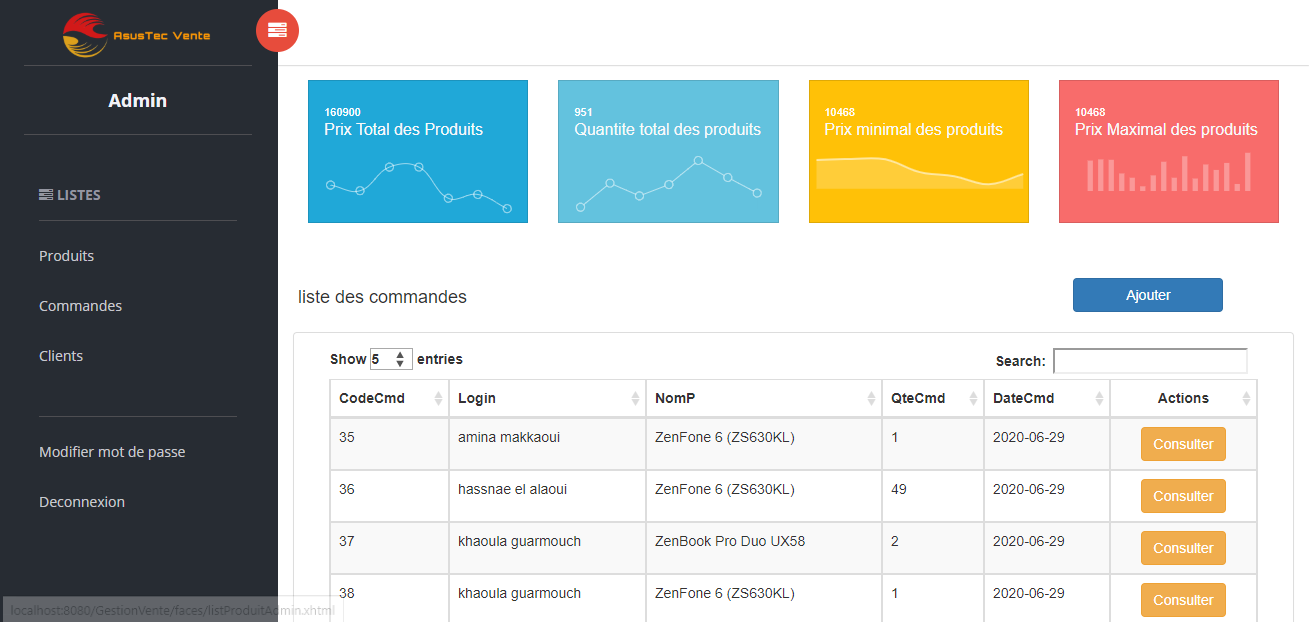 AsusTec Vente
Admin
LISTES
Produits
Commandes
Clients
Modifier mot de passe
Deconnexion
160900
Prix Total des Produits
951
Quantite total des produits
10468
Prix minimal des produits
10468
Prix Maximal des produits
liste des commandes
Ajouter
Show 5 entries
Search:
CodeCmd Login NomP QteCmd DateCmd Actions
35 amina makkaoui ZenFone 6 (ZS630KL) 1 2020-06-29 Consulter
36 hassnae el alaoui ZenFone 6 (ZS630KL) 49 2020-06-29 Consulter
37 khaoula guarmouch ZenBook Pro Duo UX58 2 2020-06-29 Consulter
38 khaoula guarmouch ZenFone 6 (ZS630KL) 1 2020-06-29 Consulter
localhost:8080/GestionVente/faces/listProduitAdmin.xhtml